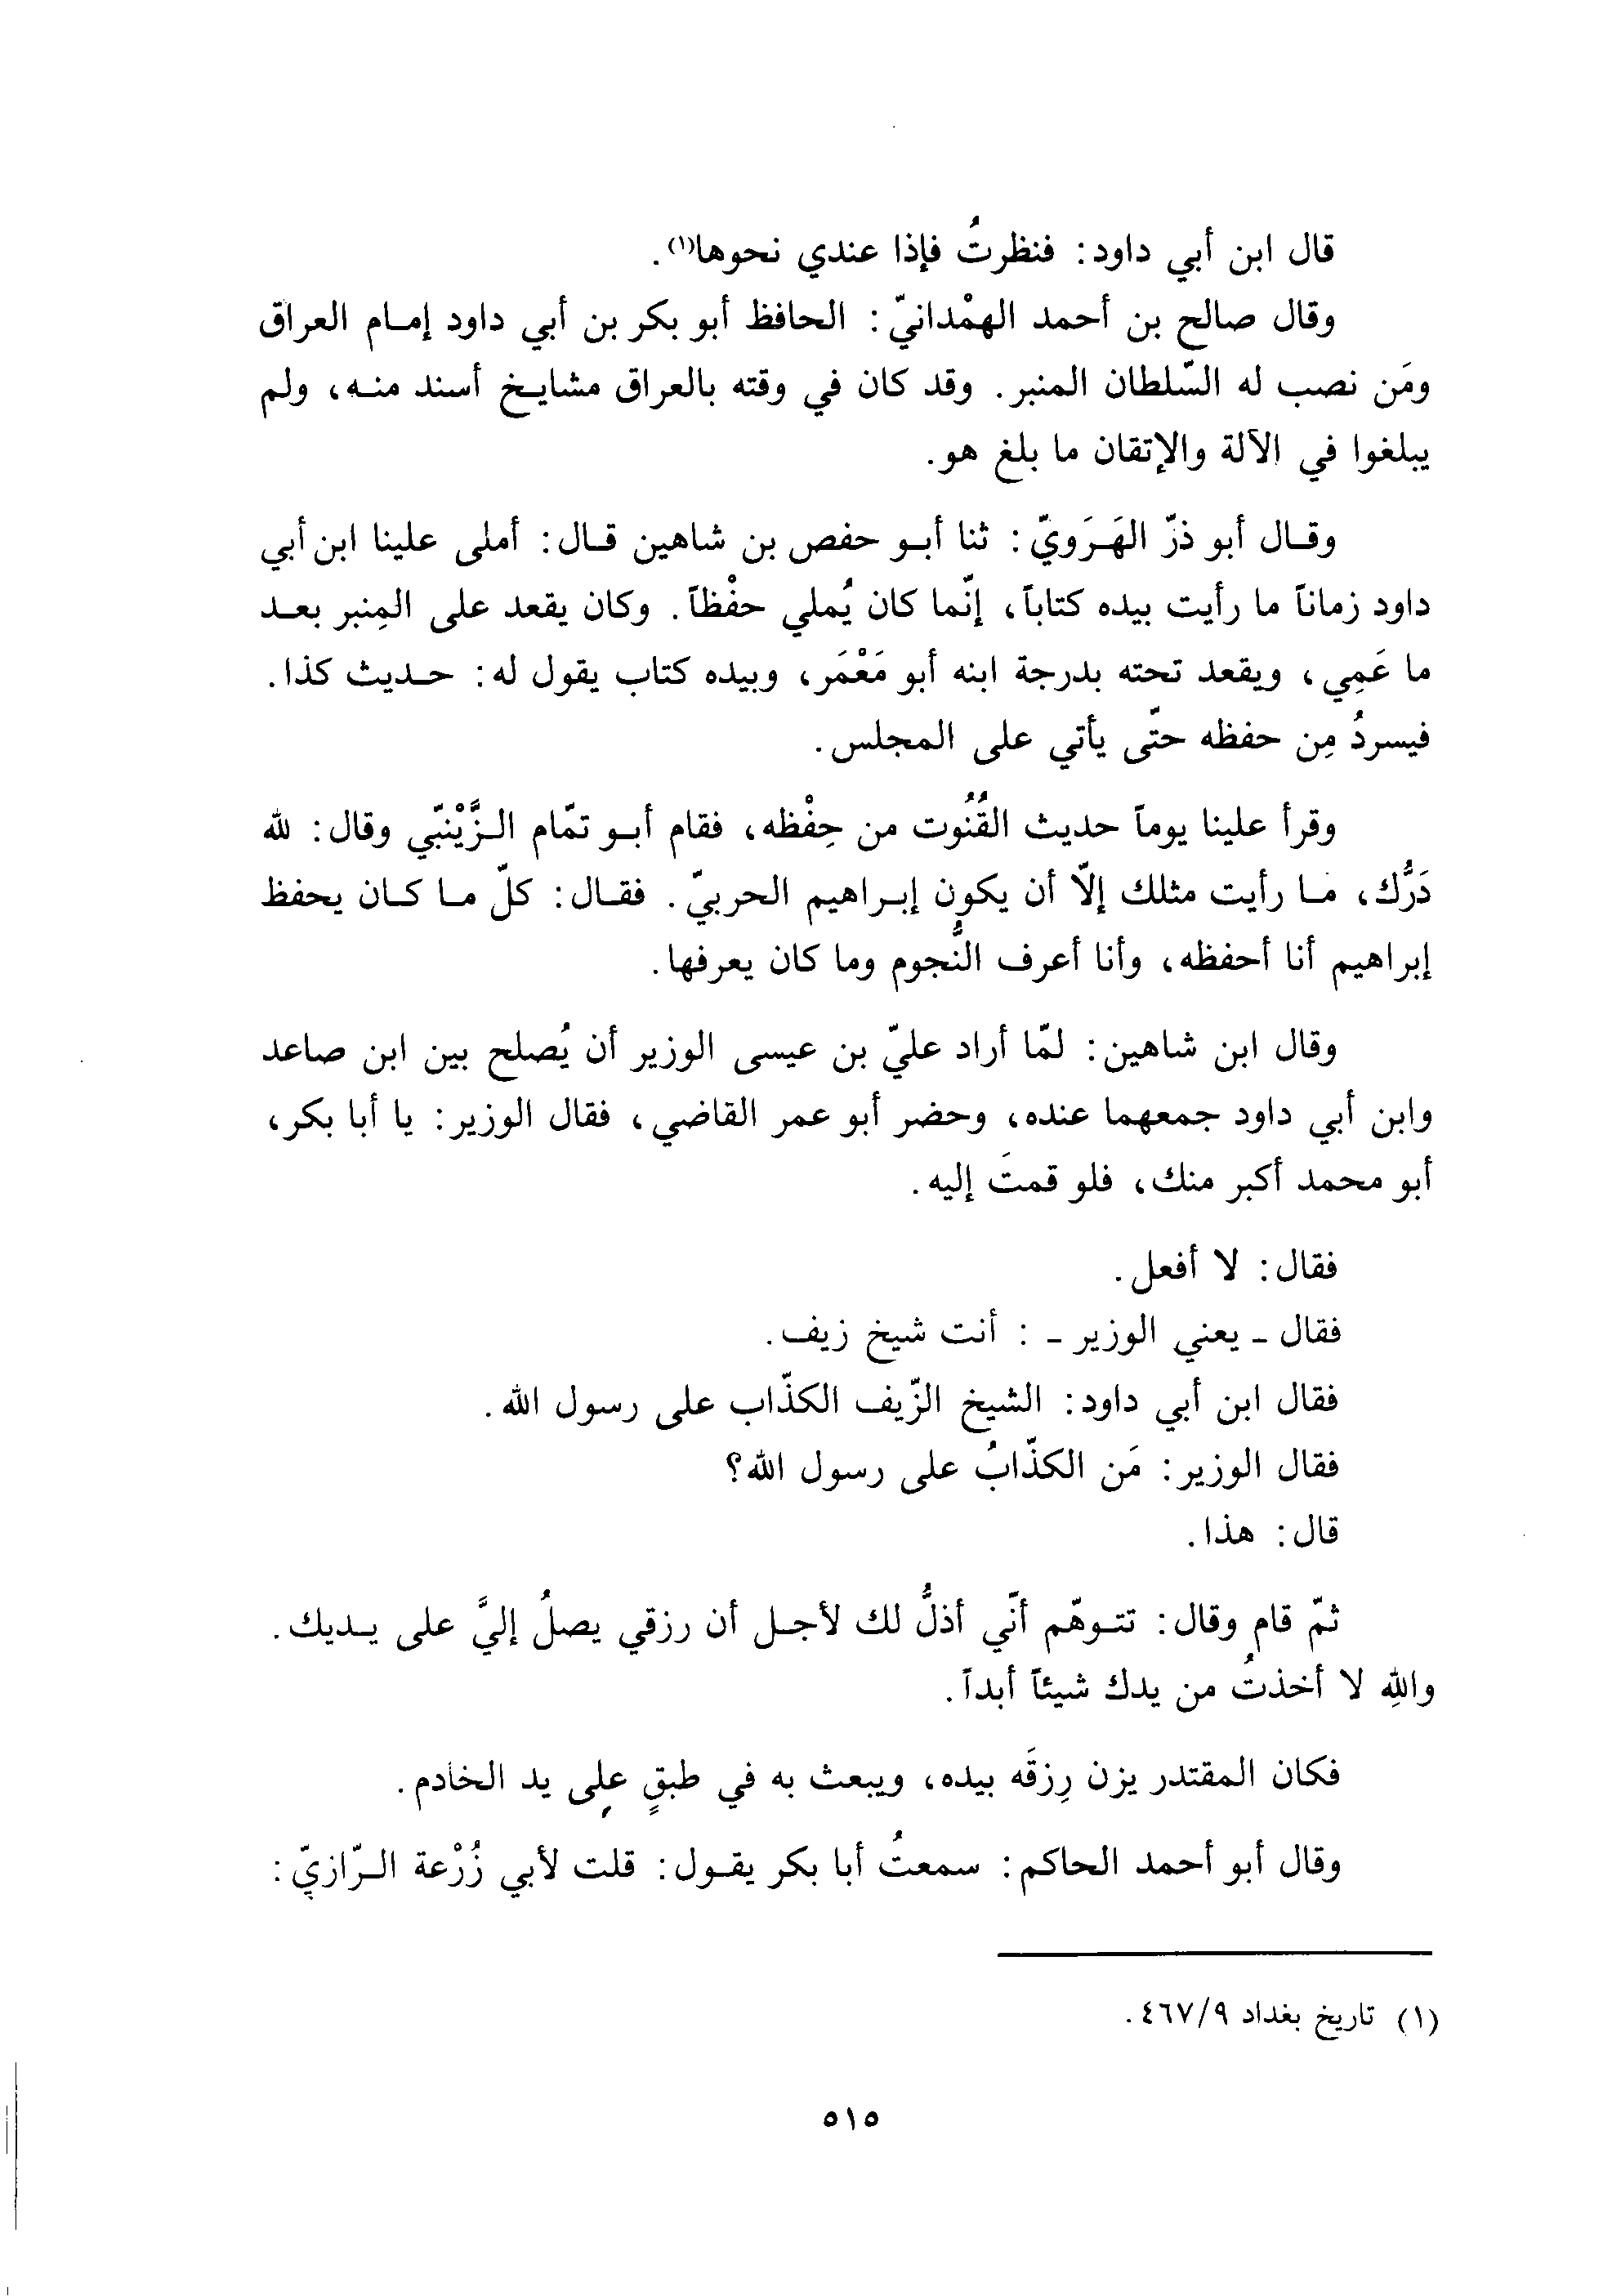 قال ابن أبي داود: فنظرتُ فإذا عندي نحوها(١).
وقال صالح بن أحمد الهمْدانيّ: الحافظ أبو بكر بن أبي داود إمام العراق
ومَن نصب له السّلطان المنبر. وقد كان في وقته بالعراق مشايخ أسند منه، ولم
يبلغوا في الآلة والإتقان ما بلغ هو.
وقال أبو ذرّ الهَرَويّ: ثنا أبو حفص بن شاهين قال: أملى علينا ابن أبي
داود زماناً ما رأيت بيده كتاباً، إنّما كان يُملي حفْظاً. وكان يقعد على المِنبر بعد
ما عَمِي، ويقعد تحته بدرجة ابنه أبو مَعْمَر، وبيده كتاب يقول له: حديث كذا.
فيسردُ مِن حفظه حتّى يأتي على المجلس.
وقرأ علينا يوماً حديث القُنُوت من حِفْظه، فقام أبو تمّام الزَّيْنبّي وقال: لله
دَرُّك، ما رأيت مثلك إلّا أن يكون إبراهيم الحربيّ. فقال: كلّ ما كان يحفظ
إبراهيم أنا أحفظه، وأنا أعرف النُّجوم وما كان يعرفها.
وقال ابن شاهين: لمّا أراد عليّ بن عيسى الوزير أن يُصلح بين ابن صاعد
وابن أبي داود جمعهما عنده، وحضر أبو عمر القاضي، فقال الوزير: يا أبا بكر،
أبو محمد أكبر منك، فلو قمتَ إليه.
فقال: لا أفعل.
فقال ـ يعني الوزير ـ : أنت شيخ زيف.
فقال ابن أبي داود: الشيخ الزّيف الكذّاب على رسول الله.
فقال الوزير: مَن الكذّابُ على رسول الله؟
قال: هذا.
ثمّ قام وقال: تتوهّم أنّي أذلُّ لك لأجل أن رزقي يصلُ إليَّ على يديك.
واللهِ لا أخذتُ من يدك شيئاً أبداً.
فكان المقتدر يزن رِزقَه بيده، ويبعث به في طبقٍ على يد الخادم.
وقال أبو أحمد الحاكم: سمعتُ أبا بكر يقول: قلت لأبي زُرْعة الرّازيّ:
(١) تاريخ بغداد ٤٦٧/٩.
٥١٥